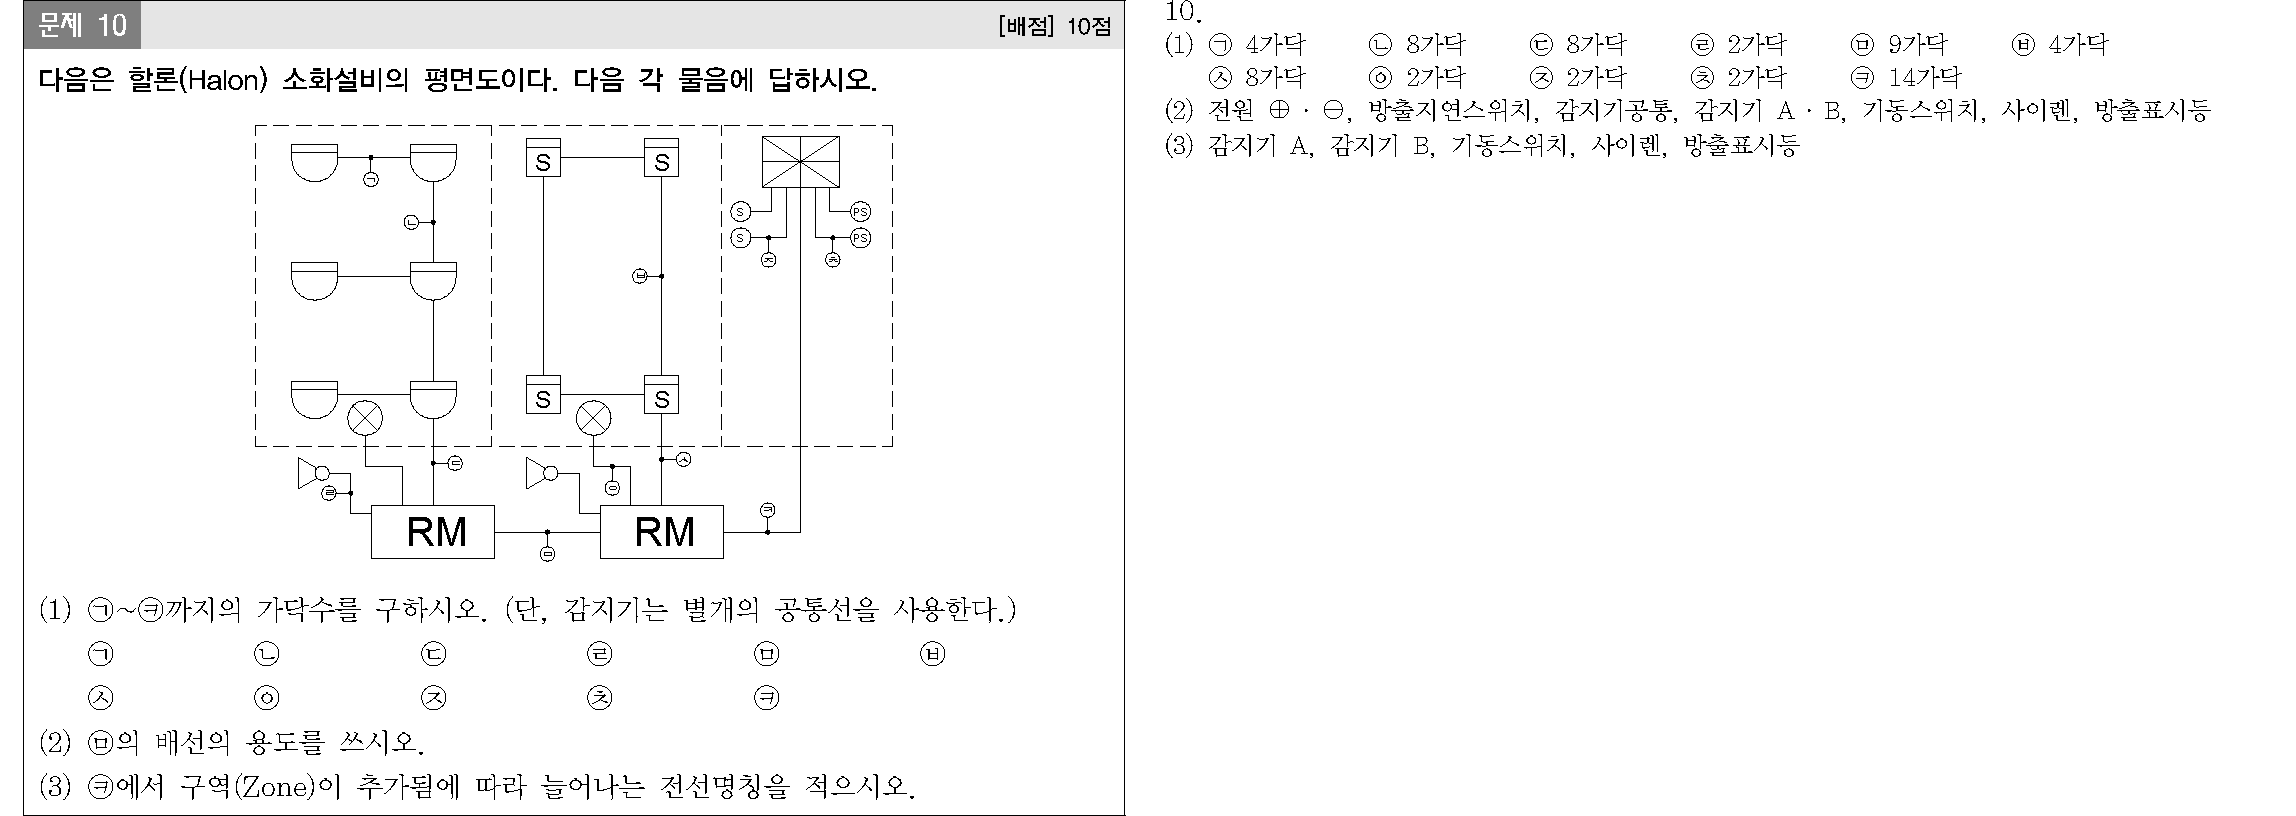 문제 10
[배점] 10점
다음은 할론(Halon) 소화설비의 평면도이다. 다음 각 물음에 답하시오.
S S
S PS
S PS
㉠
㉡
㉥
㉨ ㉩
S S
㉢
㉣
㉦
㉧
RM RM
㉤
㉪
(1) ㉠~㉪까지의 가닥수를 구하시오. (단, 감지기는 별개의 공통선을 사용한다.)
㉠ ㉡ ㉢ ㉣ ㉤ ㉥
㉦ ㉧ ㉨ ㉩ ㉪
(2) ㉤의 배선의 용도를 쓰시오.
(3) ㉪에서 구역(Zone)이 추가됨에 따라 늘어나는 전선명칭을 적으시오.
10.
(1) ㉠ 4가닥 ㉡ 8가닥 ㉢ 8가닥 ㉣ 2가닥 ㉤ 9가닥 ㉥ 4가닥
㉦ 8가닥 ㉧ 2가닥 ㉨ 2가닥 ㉩ 2가닥 ㉪ 14가닥
(2) 전원 ⊕ · ⊖, 방출지연스위치, 감지기공통, 감지기 A · B, 기동스위치, 사이렌, 방출표시등
(3) 감지기 A, 감지기 B, 기동스위치, 사이렌, 방출표시등